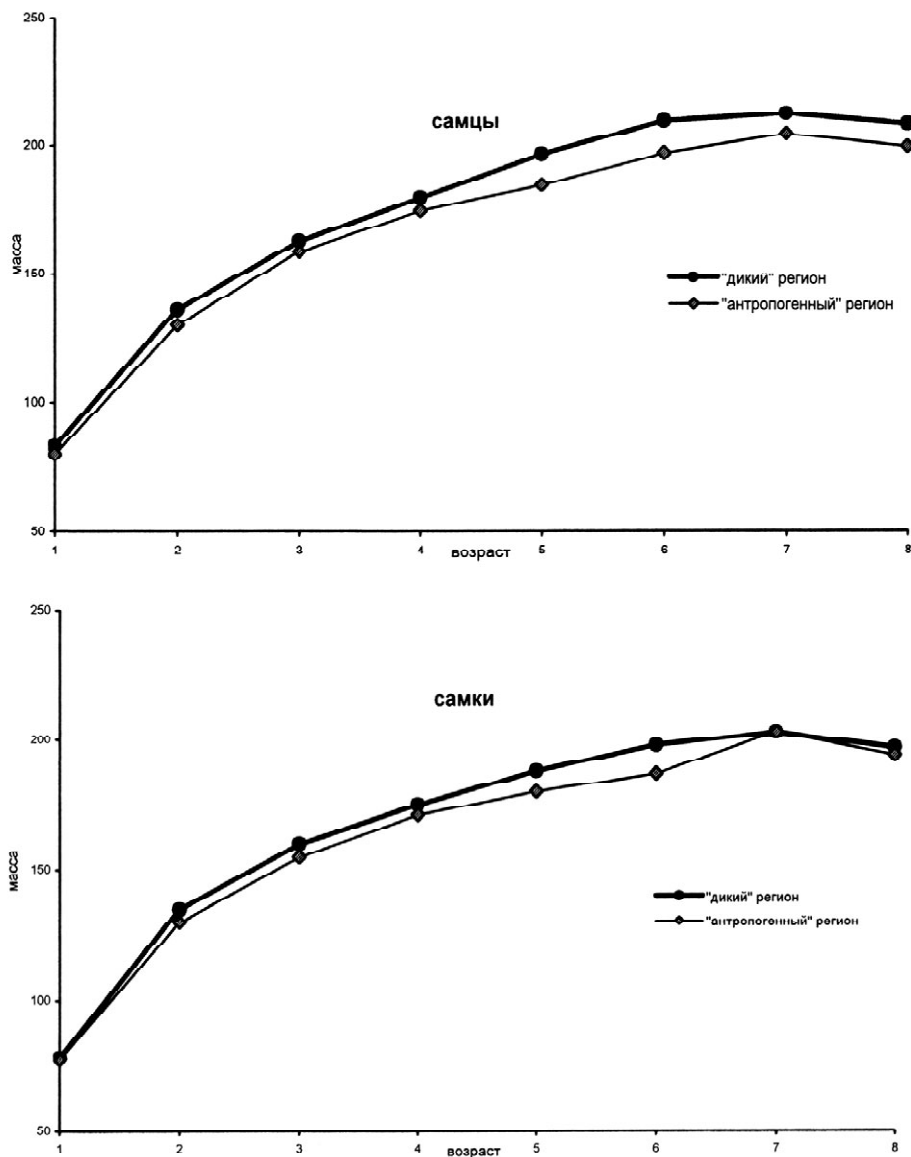 250
самцы
200
150
масса
"дикий" регион
"антропогенный" регион
100
50
1 2 3 4 5 6 7 8
возраст
250
самки
200
150
масса
"дикий" регион
"антропогенный" регион
100
50
1 2 3 4 5 6 7 8
возраст